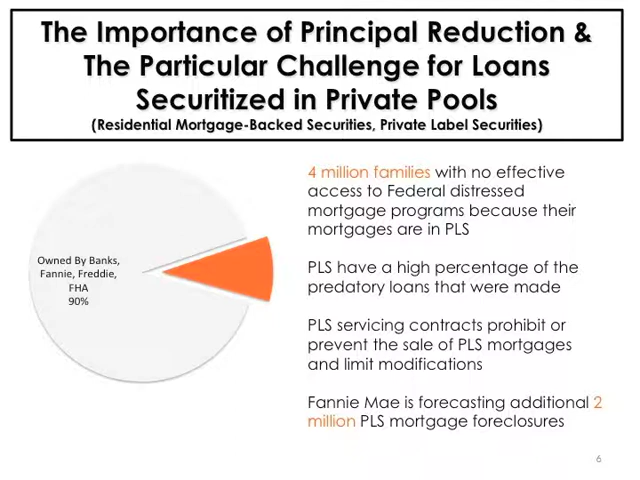 The Importance of Principal Reduction &
The Particular Challenge for Loans
Securitized in Private Pools
(Residential Mortgage-Backed Securities, Private Label Securities)
Owned By Banks,
Fannie, Freddie,
FHA
90%
4 million families with no effective
access to Federal distressed
mortgage programs because their
mortgages are in PLS
PLS have a high percentage of the
predatory loans that were made
PLS servicing contracts prohibit or
prevent the sale of PLS mortgages
and limit modifications
Fannie Mae is forecasting additional 2
million PLS mortgage foreclosures
6